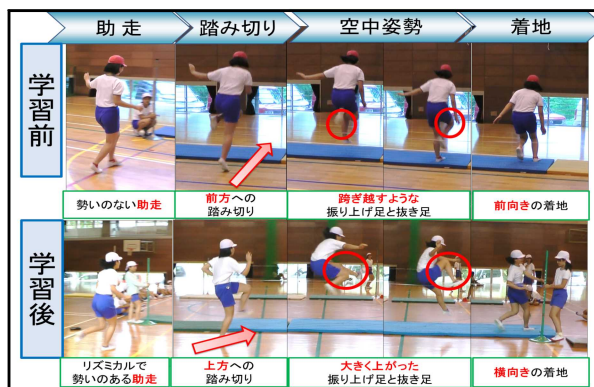 助走
踏み切り
空中姿勢
着地
学習前
勢いのない助走
前方への
踏み切り
跨ぎ越すような
振り上げ足と抜き足
前向きの着地
学習後
リズミカルで
勢いのある助走
上方への
踏み切り
大きく上がった
振り上げ足と抜き足
横向きの着地